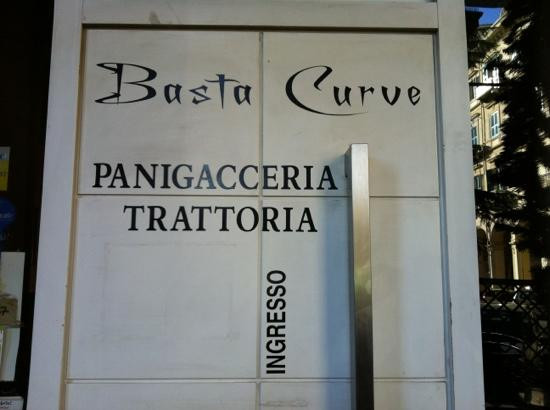 Basta Curve
PANIGACCERIA
TRATTORIA
INGRESSO